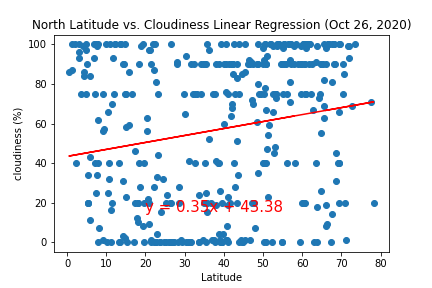 North Latitude vs. Cloudiness Linear Regression (Oct 26, 2020)
cloudiness (%)
100
80
60
40
20
0
y = 0.35x + 43.38
0 10 20 30 40 50 60 70 80
Latitude